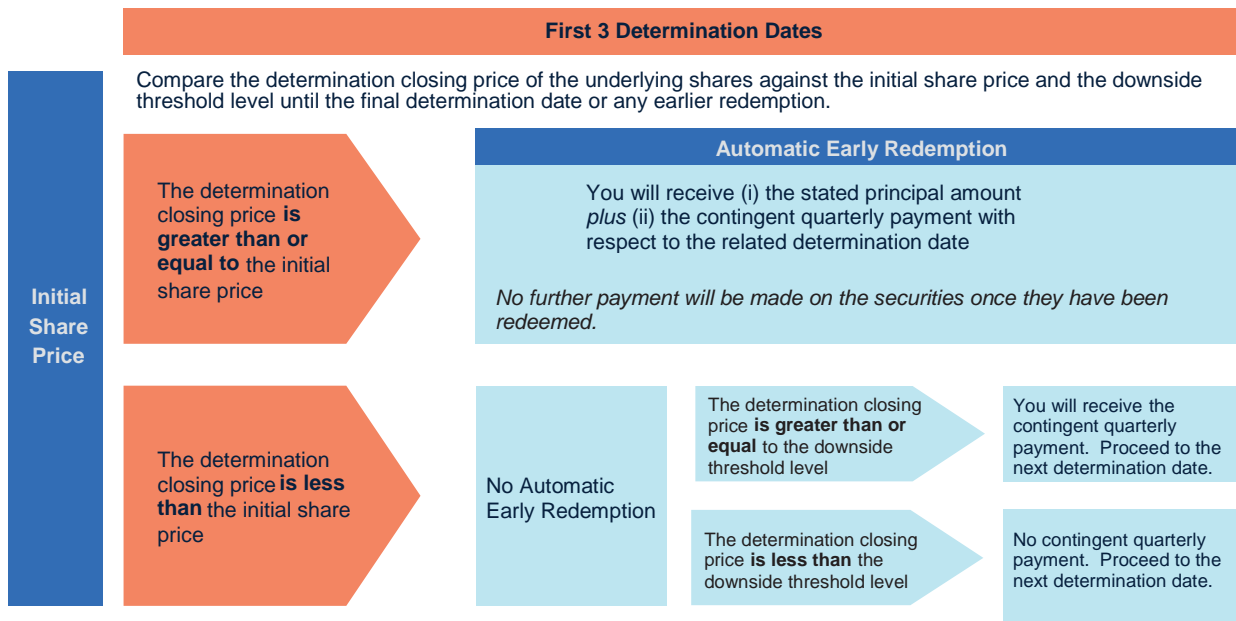 First 3 Determination Dates
Compare the determination closing price of the underlying shares against the initial share price and the downside
threshold level until the final determination date or any earlier redemption.
Initial
Share
Price
The determination
closing price is
greater than or
equal to the initial
share price
Automatic Early Redemption
You will receive (i) the stated principal amount
plus (ii) the contingent quarterly payment with
respect to the related determination date
No further payment will be made on the securities once they have been
redeemed.
The determination
closing price is less
than the initial share
price
No Automatic
Early Redemption
The determination closing
price is greater than or
equal to the downside
threshold level
You will receive the
contingent quarterly
payment. Proceed to the
next determination date.
The determination closing
price is less than the
downside threshold level
No contingent quarterly
payment. Proceed to the
next determination date.